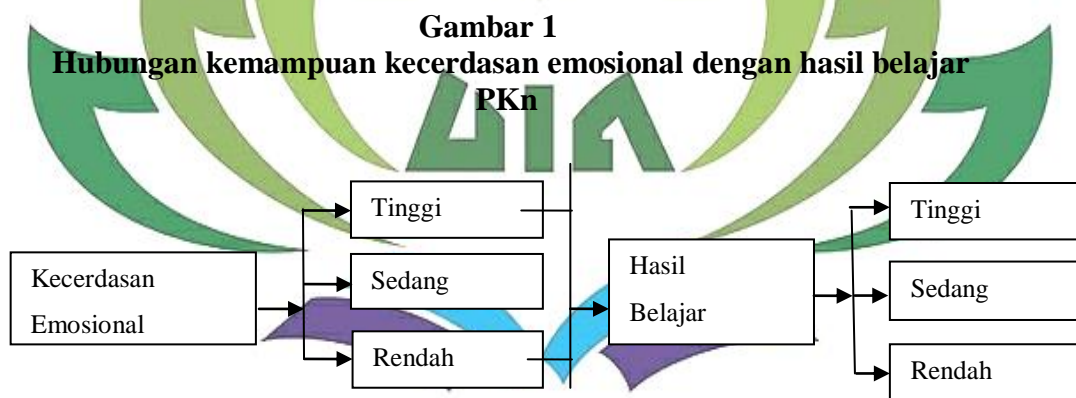 Gambar 1
Hubungan kemampuan kecerdasan emosional dengan hasil belajar
PKn
UIN
Kecerdasan
Emosional
Tinggi
Sedang
Rendah
Hasil
Belajar
Tinggi
Sedang
Rendah